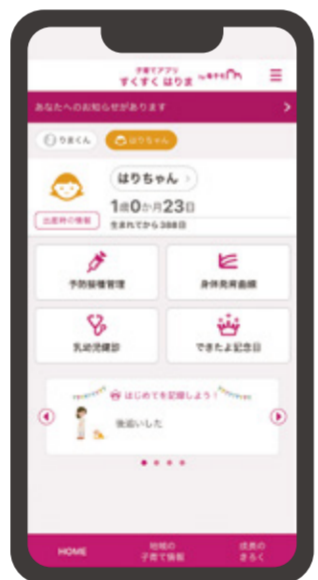 子育てアプリ
すくすく はりま by母子モ
あなたへのお知らせがあります
りまくん
はりちゃん
はりちゃん
1歳0か月23日
出産時の情報
生まれてから388日
予防接種管理
身体発育曲線
乳幼児健診
できたよ記念日
はじめてを記録しよう！
後追いした
HOME
地域の
子育て情報
成長の
きろく